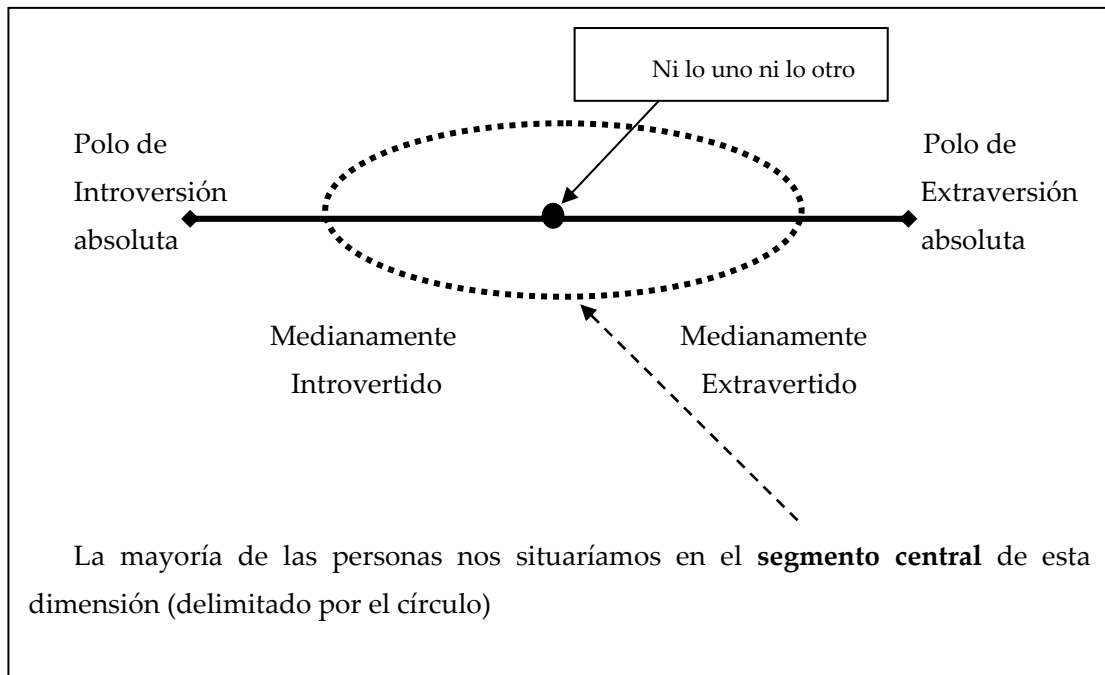 Ni lo uno ni lo otro
Polo de
Introversión
absoluta
Polo de
Extraversión
absoluta
Medianamente
Introvertido
Medianamente
Extravertido
La mayoría de las personas nos situaríamos en el segmento central de esta
dimensión (delimitado por el círculo)